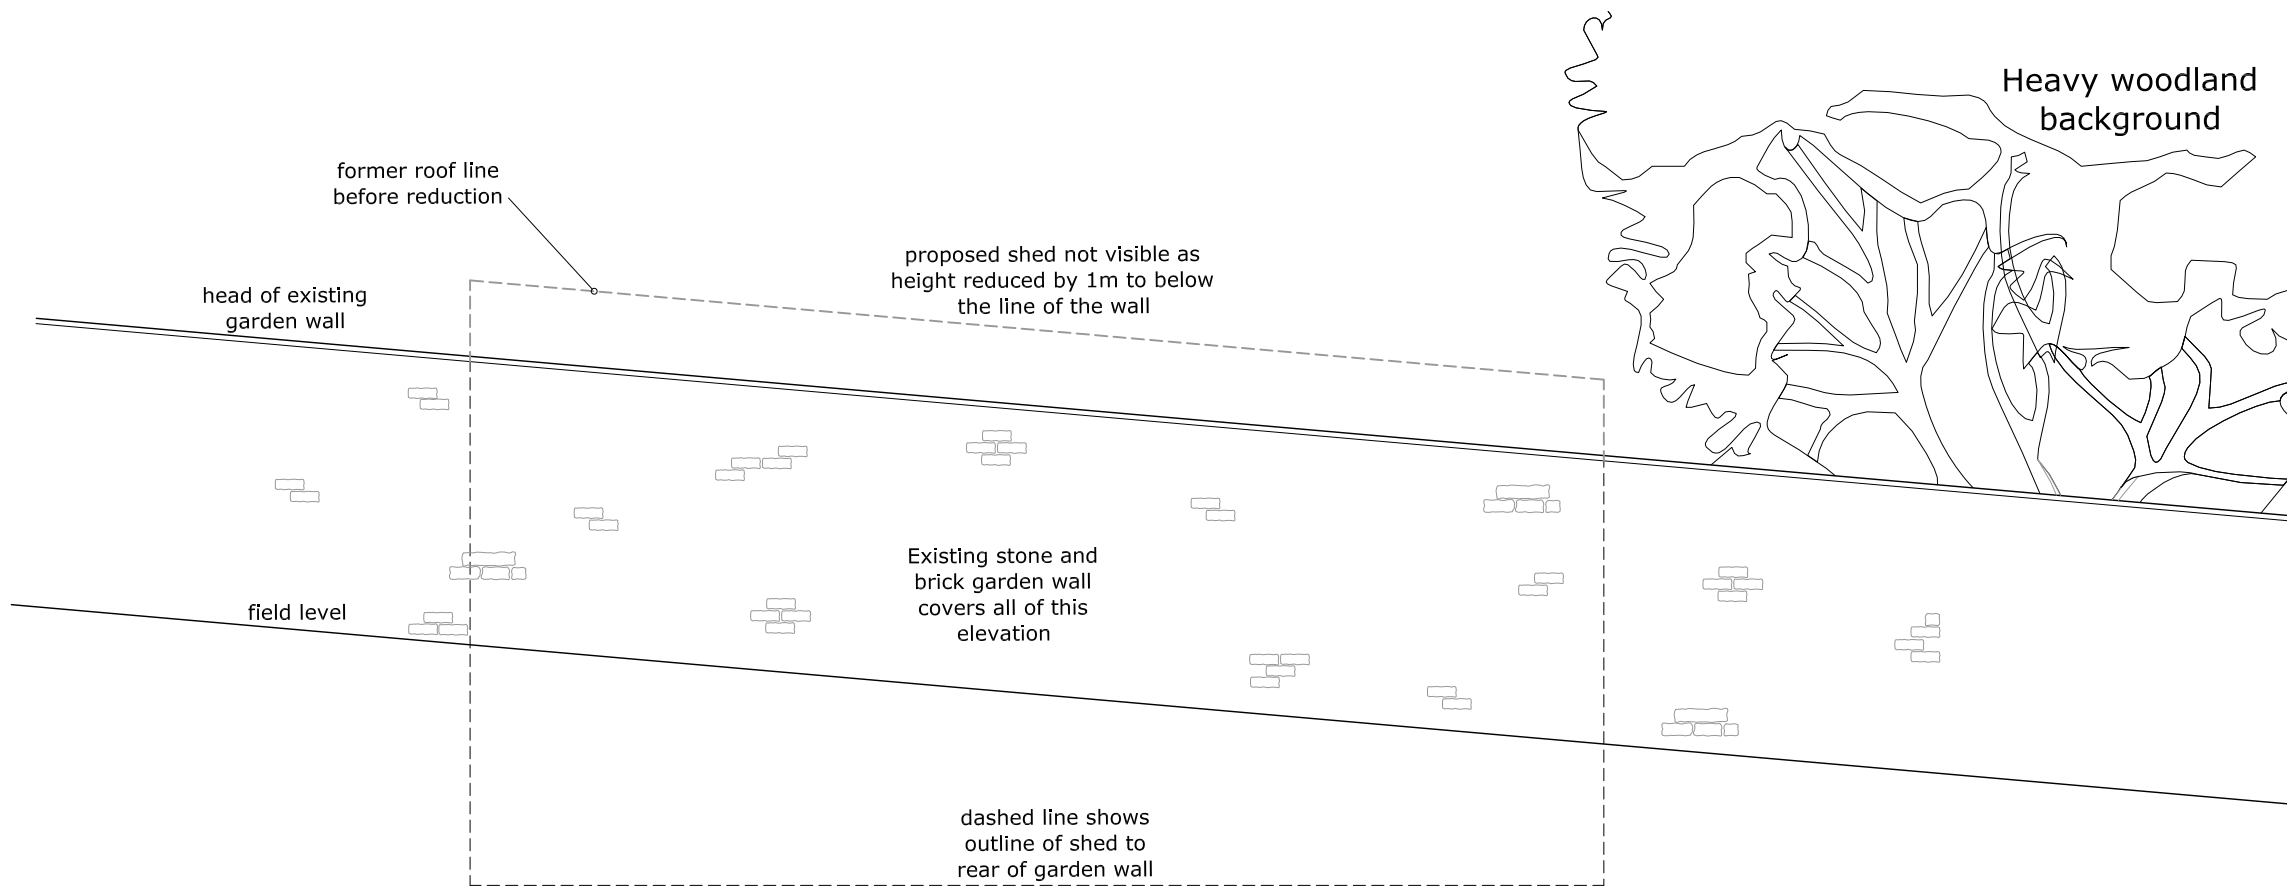 Heavy woodland
background
former roof line
before reduction
proposed shed not visible as
height reduced by 1m to below
the line of the wall
head of existing
garden wall
Existing stone and
brick garden wall
covers all of this
elevation
field level
dashed line shows
outline of shed to
rear of garden wall